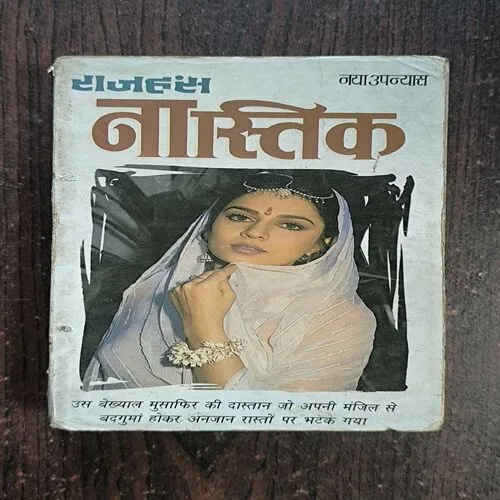 राजहंस
नया उपन्यास
नास्तिक
उस बेख्याल मुसाफिर की दास्तान जो अपनी मंजिल से
बदगुमां होकर अनजान रास्तों पर भटक गया